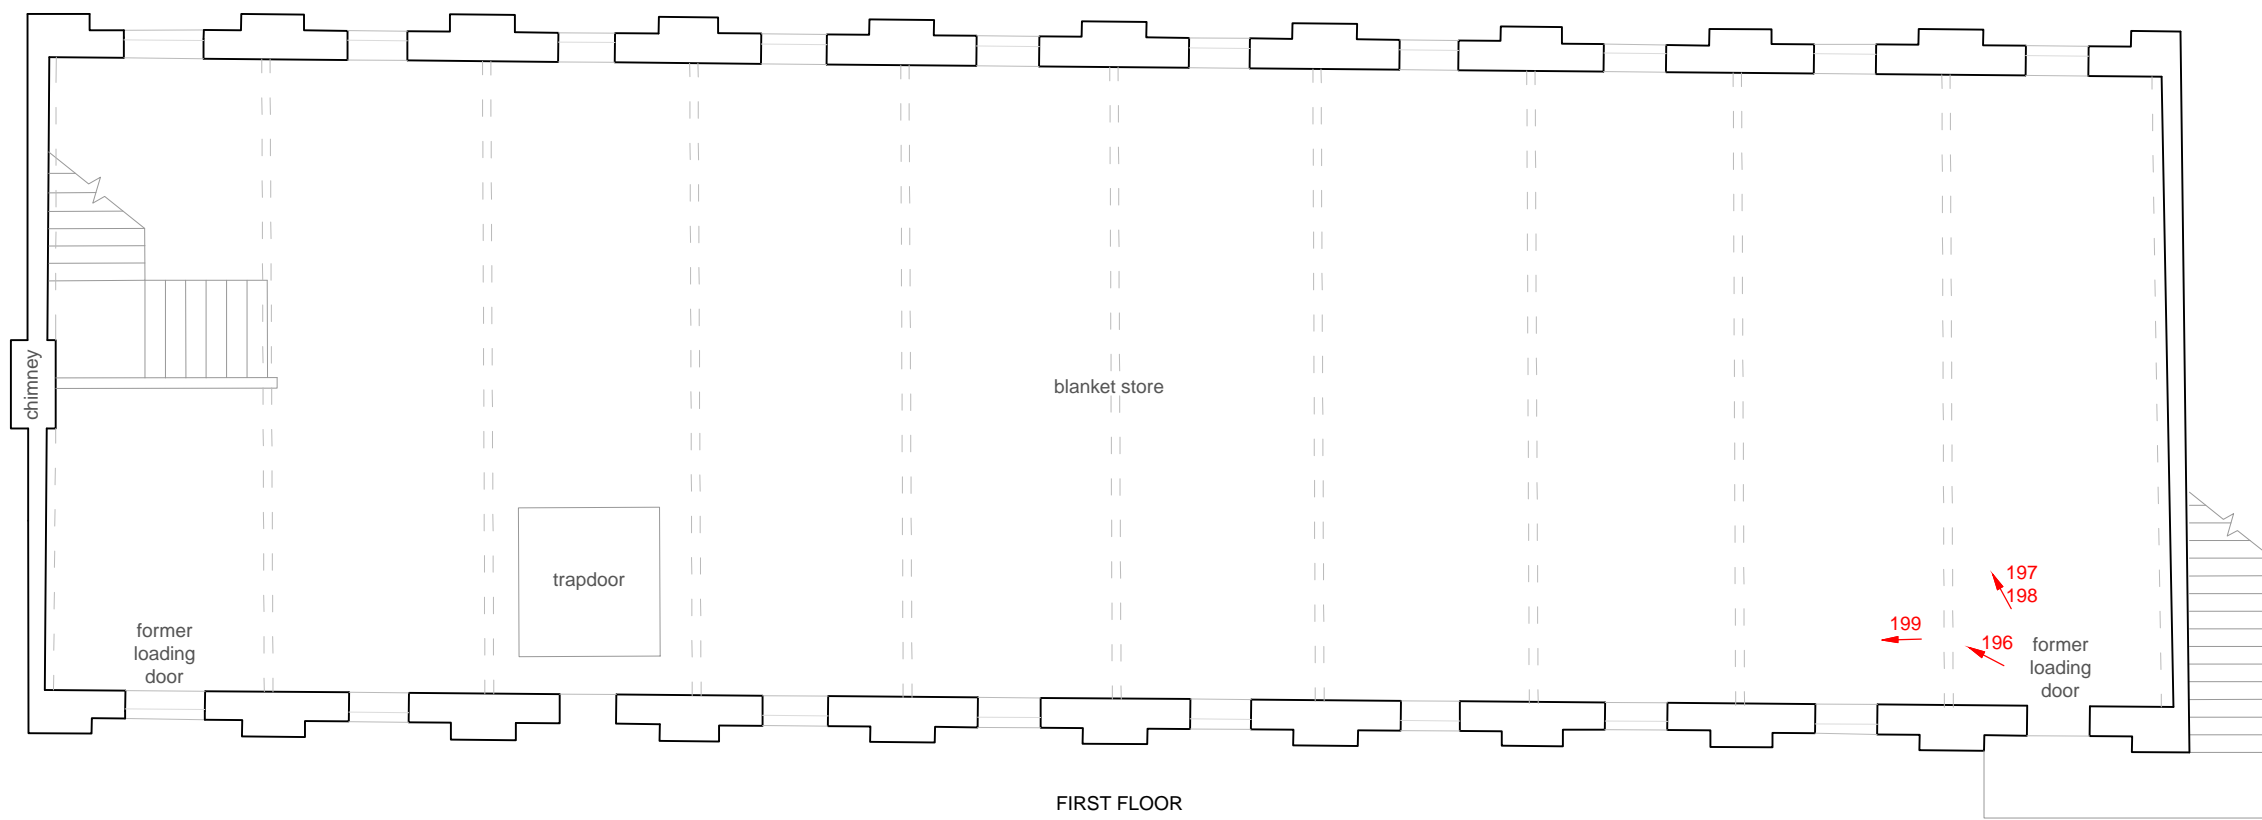 chimney
blanket store
trapdoor
former
loading
door
197
198
199
196
former
loading
door
FIRST FLOOR